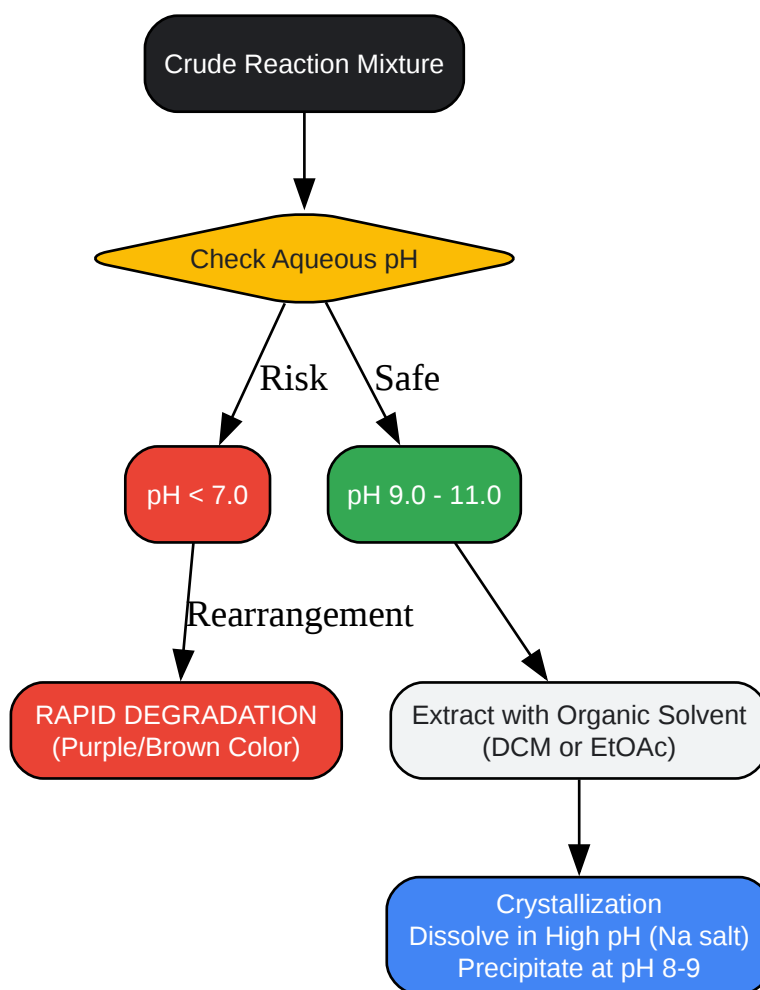 Crude Reaction Mixture
Check Aqueous pH
Risk
Safe
pH < 7.0
pH 9.0 - 11.0
Rearrangement
RAPID DEGRADATION
(Purple/Brown Color)
Extract with Organic Solvent
(DCM or EtOAc)
Crystallization
Dissolve in High pH (Na salt)
Precipitate at pH 8-9